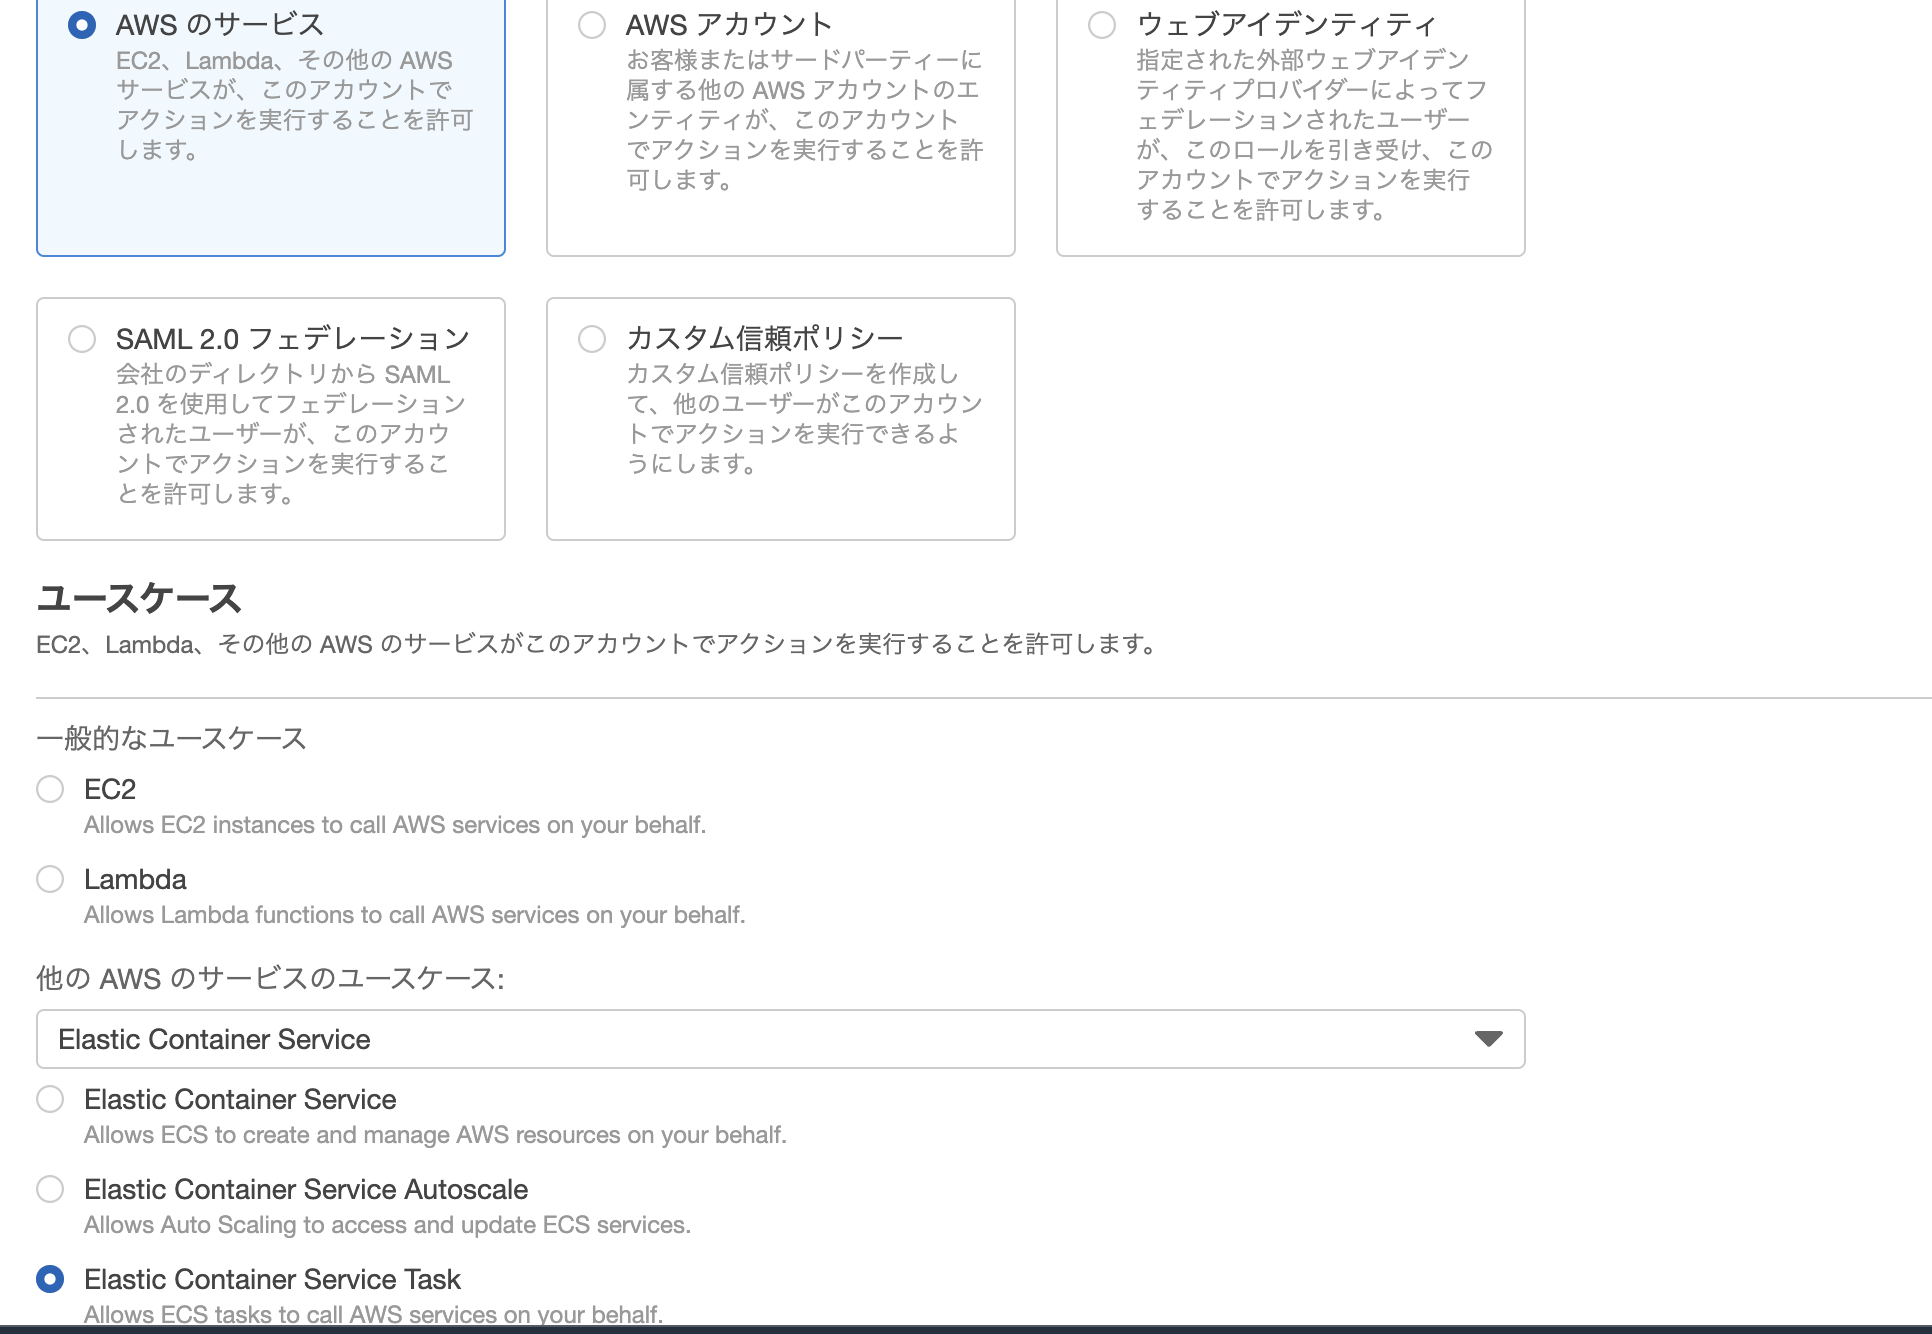 AWS のサービス
EC2、Lambda、その他の AWS
サービスが、このアカウントで
アクションを実行することを許可
します。
AWS アカウント
お客様またはサードパーティーに
属する他の AWS アカウントのエ
ンティティが、このアカウント
でアクションを実行することを許
可します。
ウェブアイデンティティ
指定された外部ウェブアイデン
ティティプロバイダーによってフ
ェデレーションされたユーザー
が、このロールを引き受け、この
アカウントでアクションを実行
することを許可します。
SAML 2.0 フェデレーション
会社のディレクトリから SAML
2.0 を使用してフェデレーション
されたユーザーが、このアカウ
ントでアクションを実行するこ
とを許可します。
カスタム信頼ポリシー
カスタム信頼ポリシーを作成し
て、他のユーザーがこのアカウン
トでアクションを実行できるよ
うにします。
ユースケース
EC2、Lambda、その他の AWS のサービスがこのアカウントでアクションを実行することを許可します。
一般的なユースケース
EC2
Allows EC2 instances to call AWS services on your behalf.
Lambda
Allows Lambda functions to call AWS services on your behalf.
他の AWS のサービスのユースケース:
Elastic Container Service
Elastic Container Service
Allows ECS to create and manage AWS resources on your behalf.
Elastic Container Service Autoscale
Allows Auto Scaling to access and update ECS services.
Elastic Container Service Task
Allows ECS tasks to call AWS services on your behalf.